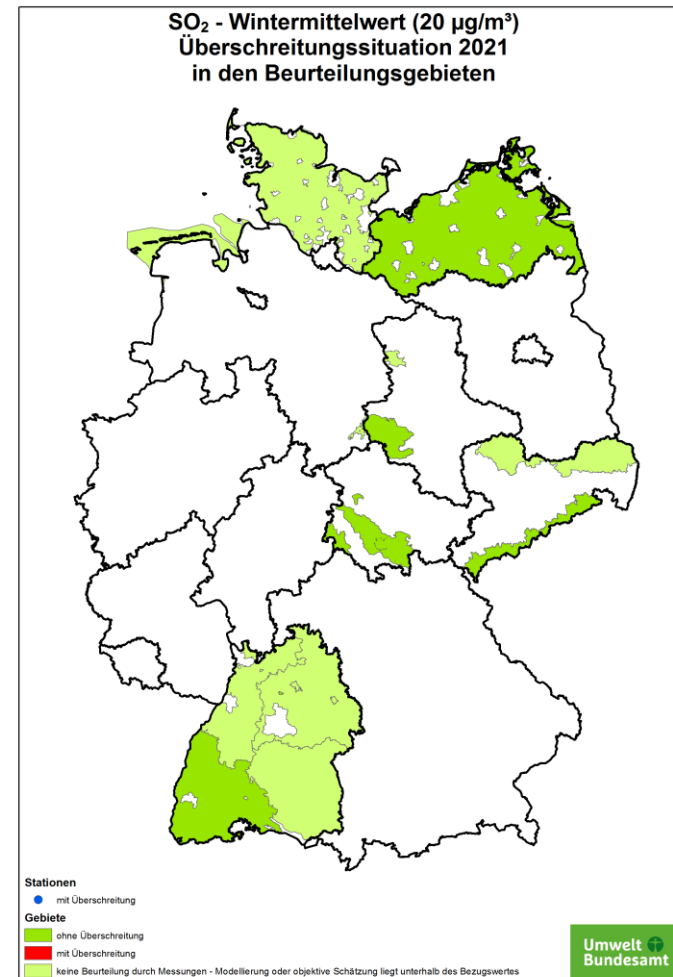 SO₂ - Wintermittelwert (20 µg/m³)
Überschreitungssituation 2021
in den Beurteilungsgebieten
Stationen
mit Überschreitung
Gebiete
ohne Überschreitung
mit Überschreitung
keine Beurteilung durch Messungen - Modellierung oder objektive Schätzung liegt unterhalb des Bezugswertes
Umwelt
Bundesamt